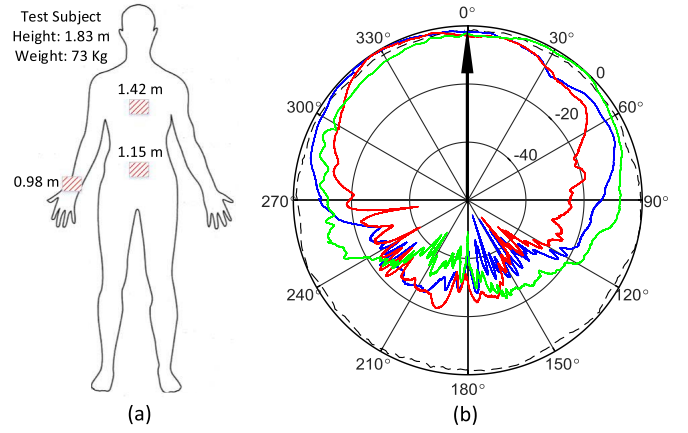 Test Subject
Height: 1.83 m
Weight: 73 Kg
1.42 m
1.15 m
0.98 m
(a)
0°
330°
30°
0
300°
60°
-20
-40
270°
90°
240°
120°
210°
150°
180°
(b)